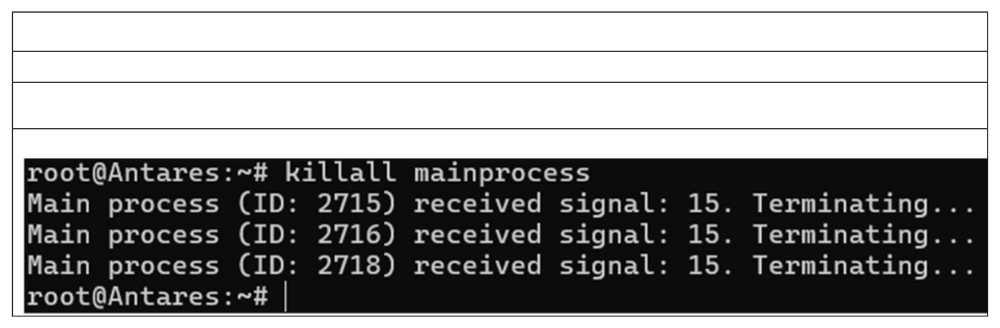 root@Antares:~# killall mainprocess
Main process (ID: 2715) received signal: 15. Terminating...
Main process (ID: 2716) received signal: 15. Terminating...
Main process (ID: 2718) received signal: 15. Terminating...
root@Antares:~#